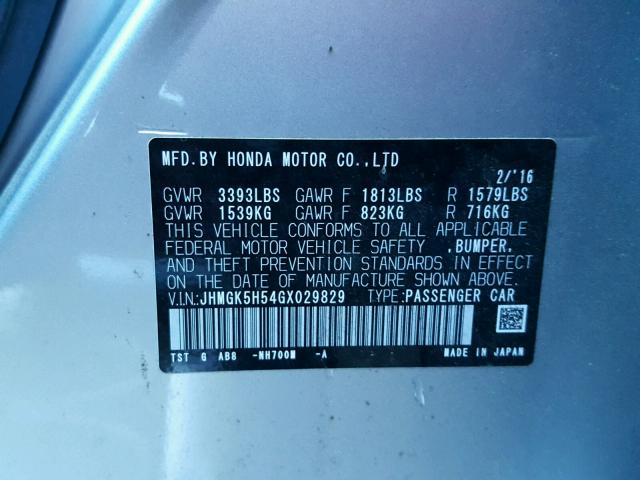 MFD.BY HONDA MOTOR CO.,LTD
2/'16
GVWR 3393LBS GAWR F 1813LBS R 1579LBS
GVWR 1539KG GAWR F 823KG R 716KG
THIS VEHICLE CONFORMS TO ALL APPLICABLE
FEDERAL MOTOR VEHICLE SAFETY ,BUMPER,
AND THEFT PREVENTION STANDARDS IN EFFECT
ON THE DATE OF MANUFACTURE SHOWN ABOVE.
V.IN:JHMGK5H54GX029829 TYPE:PASSENGER CAR
TST G AB8 -NH700M -A MADE IN JAPAN